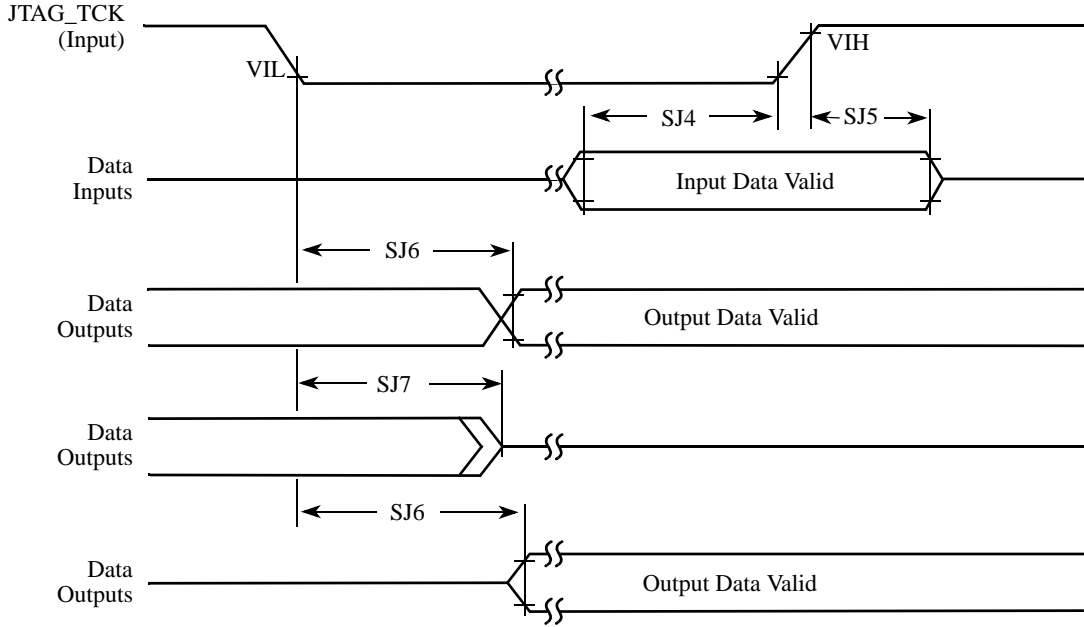 JTAG_TCK
(Input)
VIL
VIH
SJ4
SJ5
Data
Inputs
Input Data Valid
SJ6
Data
Outputs
Output Data Valid
SJ7
Data
Outputs
SJ6
Data
Outputs
Output Data Valid